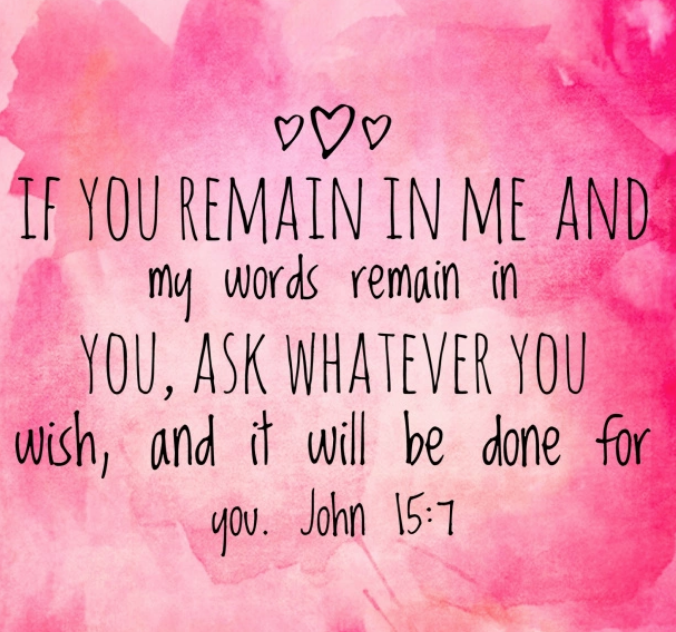 IF YOU REMAIN IN ME AND
my words remain in
YOU, ASK WHATEVER YOU
wish, and it will be done for
you. John 15:7